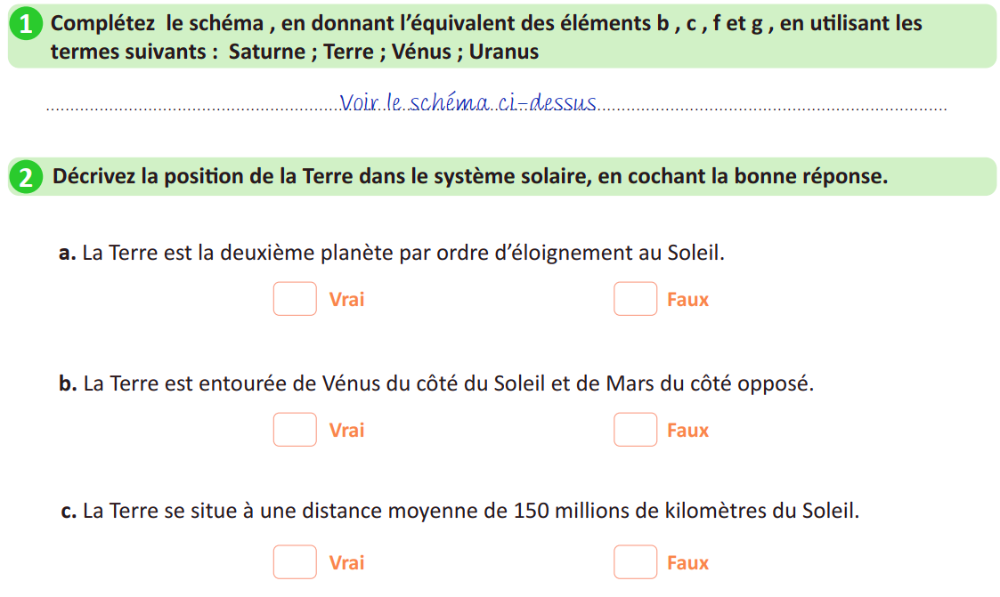 1 Complétez le schéma , en donnant l’équivalent des éléments b , c , f et g , en utilisant les
termes suivants : Saturne ; Terre ; Vénus ; Uranus
Voir le schéma ci-dessus
2 Décrivez la position de la Terre dans le système solaire, en cochant la bonne réponse.
a. La Terre est la deuxième planète par ordre d’éloignement au Soleil.
Vrai Faux
b. La Terre est entourée de Vénus du côté du Soleil et de Mars du côté opposé.
Vrai Faux
c. La Terre se situe à une distance moyenne de 150 millions de kilomètres du Soleil.
Vrai Faux